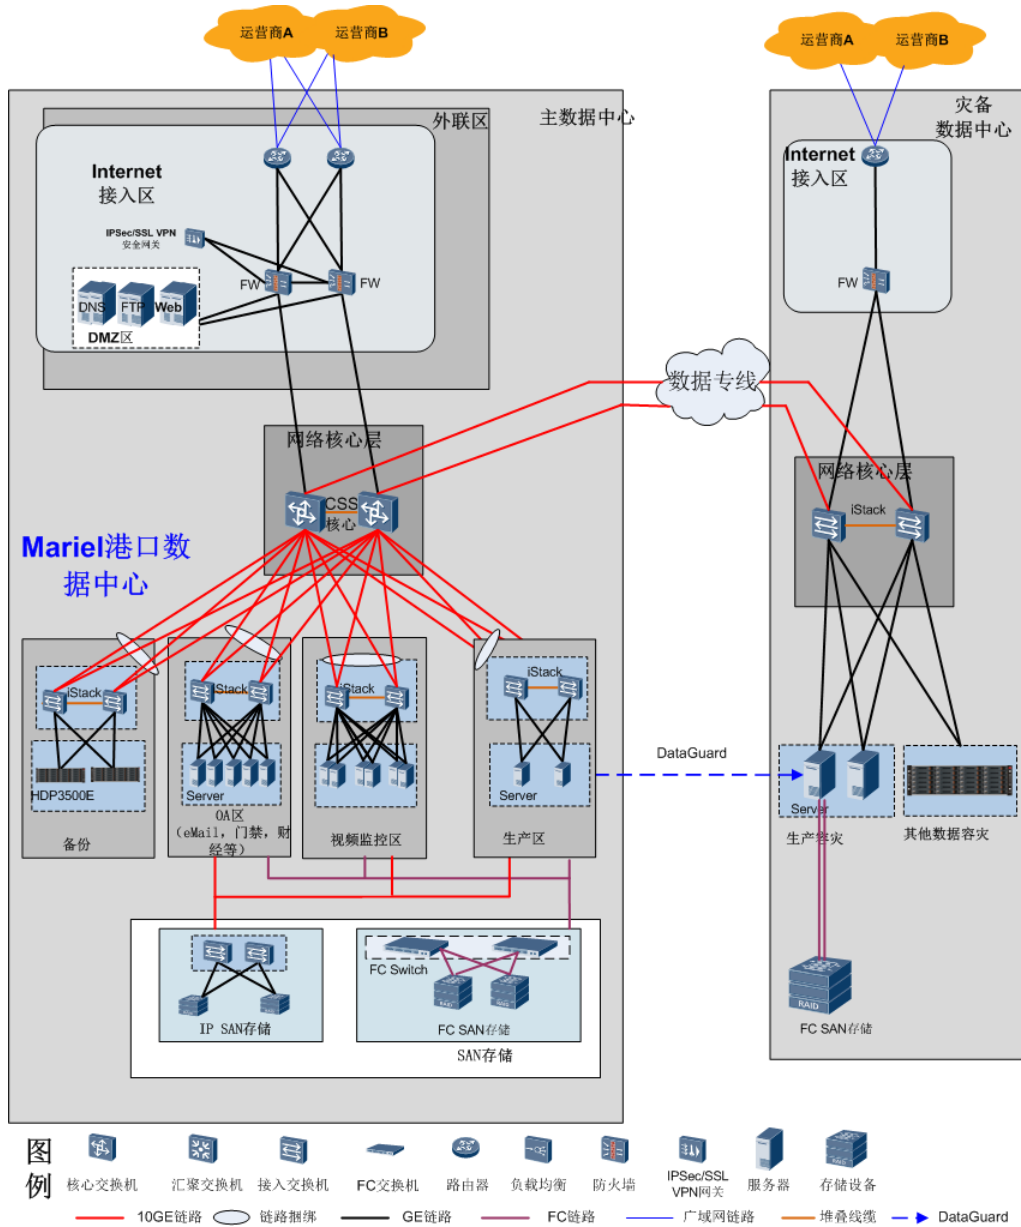 运营商A
运营商B
运营商A
运营商B
外联区
主数据中心
灾备
数据中心
Internet
接入区
IPSec/SSL VPN
安全网关
FW
FW
DNS
FTP
Web
DMZ区
Internet
接入区
FW
数据专线
网络核心层
CSS
核心
网络核心层
iStack
Mariel港口数
据中心
iStack
HDP3500E
备份
iStack
Server
OA区
（eMail，门禁，财
经等）
iStack
视频监控区
iStack
Server
生产区
DataGuard
Server
生产容灾
其他数据容灾
IP SAN存储
FC Switch
RAID
RAID
FC SAN存储
SAN存储
RAID
FC SAN存储
图
例
核心交换机
汇聚交换机
接入交换机
FC交换机
路由器
负载均衡
防火墙
IPSec/SSL
VPN网关
服务器
RAID
存储设备
10GE链路
链路捆绑
GE链路
FC链路
广域网链路
堆叠线缆
DataGuard